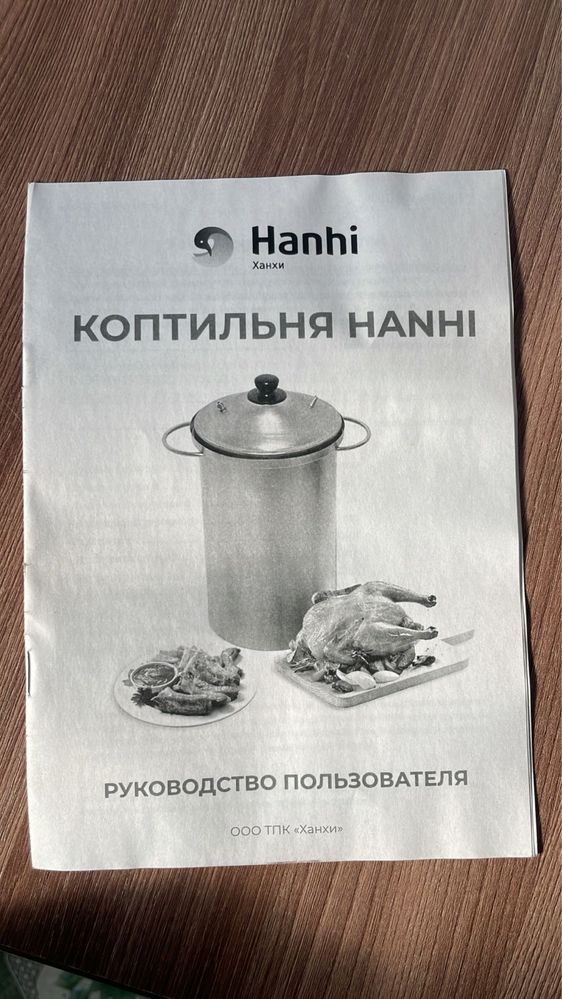 Hanhi
Ханхи
КОПТИЛЬНЯ HANHI
РУКОВОДСТВО ПОЛЬЗОВАТЕЛЯ
ООО ТПК «Ханхи»